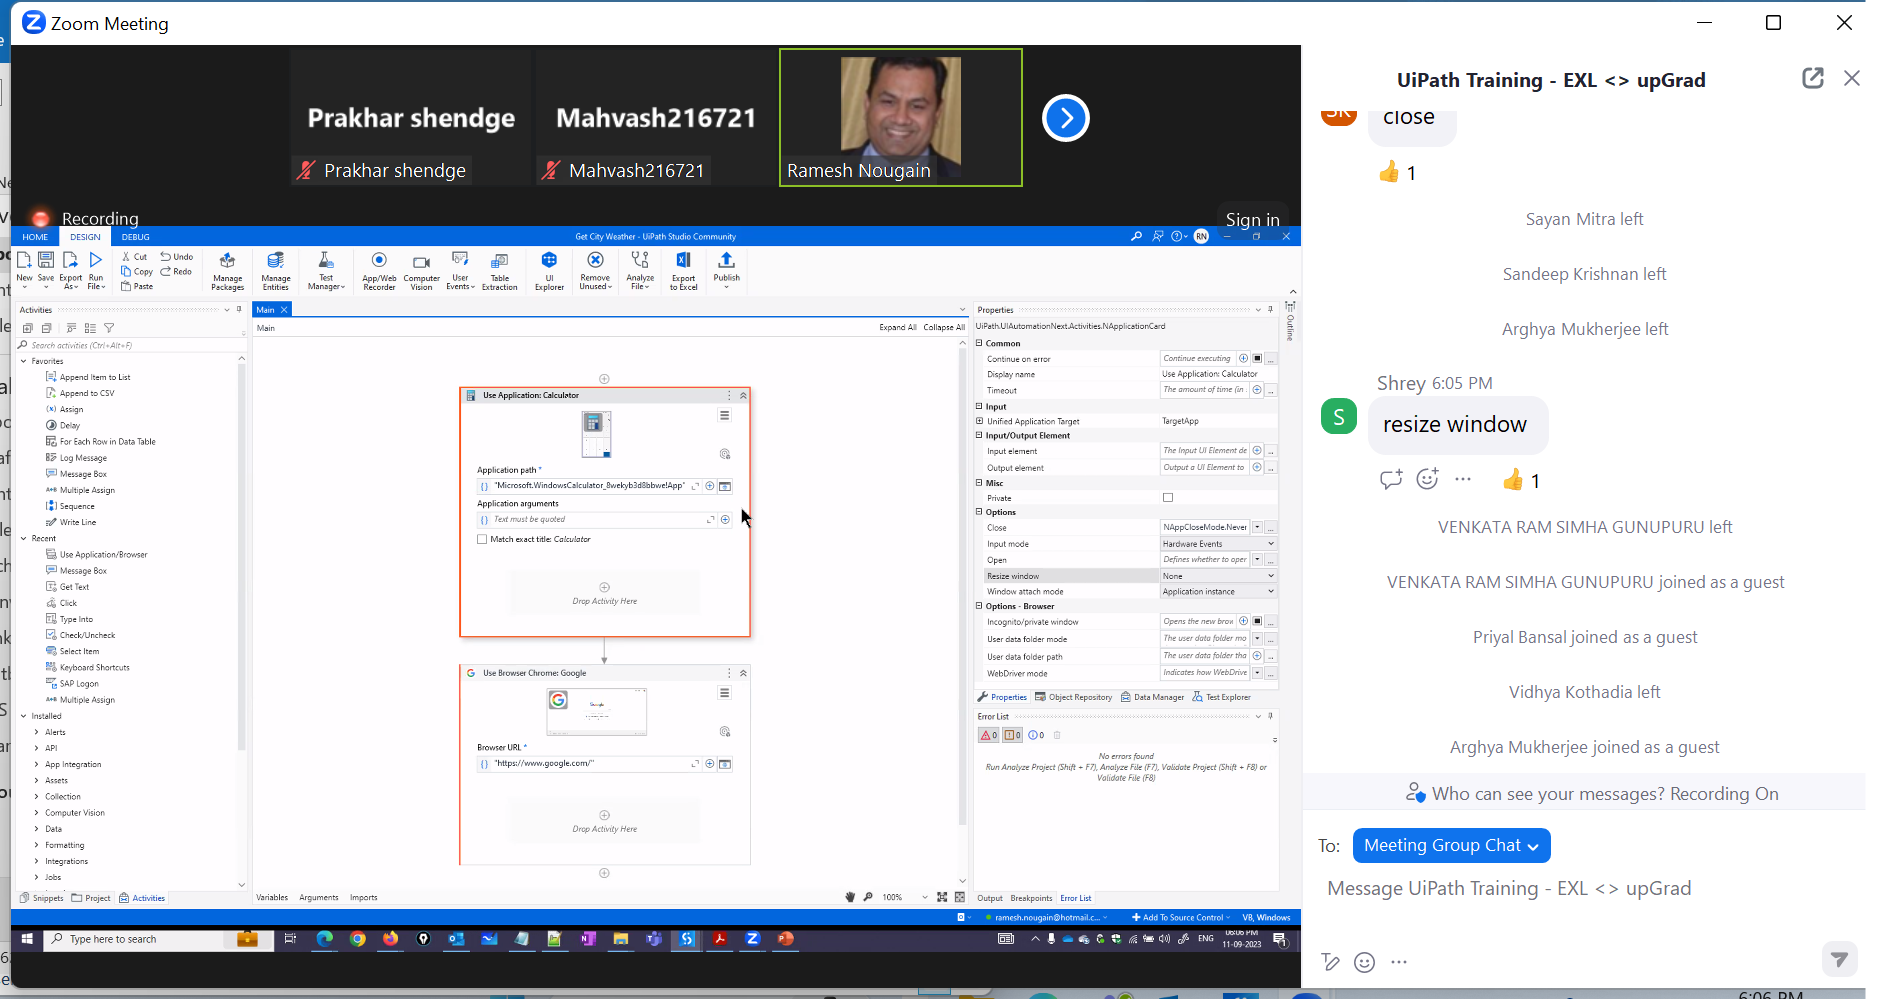 Zoom Meeting
Prakhar shendge
Mahvash216721
Prakhar shendge
Mahvash216721
Ramesh Nougain
Recording
Sign in
HOME
DESIGN
DEBUG
Get City Weather - UiPath Studio Community
RN
New
Save
Export As
Run File
Cut
Copy
Paste
Undo
Redo
Manage Packages
Manage Entities
Test Manager
App/Web Recorder
Computer Vision
User Events
Table Extraction
UI Explorer
Remove Unused
Analyze File
Export to Excel
Publish
Activities
Search activities (Ctrl+Alt+F)
Favorites
Append Item to List
Append to CSV
Assign
Delay
For Each Row in Data Table
Log Message
Message Box
Multiple Assign
Sequence
Write Line
Recent
Use Application/Browser
Message Box
Get Text
Click
Type Into
Check/Uncheck
Select Item
Keyboard Shortcuts
SAP Logon
Multiple Assign
Installed
Alerts
API
App Integration
Assets
Collection
Computer Vision
Data
Formatting
Integrations
Jobs
Snippets
Project
Activities
Main
Main
Expand All
Collapse All
Use Application: Calculator
Application path *
"Microsoft.WindowsCalculator_8wekyb3d8bbwe!App"
Application arguments
Text must be quoted
Match exact title: Calculator
Drop Activity Here
Use Browser Chrome: Google
Browser URL *
"https://www.google.com/"
Drop Activity Here
Variables
Arguments
Imports
100%
Properties
UiPath.UIAutomationNext.Activities.NApplicationCard
Common
Continue on error
Continue executing
Display name
Use Application: Calculator
Timeout
The amount of time (in
Input
Unified Application Target
TargetApp
Input/Output Element
Input element
The Input UI Element de
Output element
Output a UI Element to
Misc
Private
Options
Close
NAppCloseMode.Never
Input mode
Hardware Events
Open
Defines whether to oper
Resize window
None
Window attach mode
Application instance
Options - Browser
Incognito/private window
Opens the new brow
User data folder mode
The user data folder mo
User data folder path
The user data folder tha
WebDriver mode
Indicates how WebDrive
Properties
Object Repository
Data Manager
Test Explorer
Outline
Error List
0
0
0
No errors found
Run Analyze Project (Shift + F7), Analyze File (F7), Validate Project (Shift + F8) or
Validate File (F8)
Output
Breakpoints
Error List
ramesh.nougain@hotmail.c...
Add To Source Control
VB, Windows
Type here to search
ENG
06:06 PM
11-09-2023
UiPath Training - EXL <> upGrad
SK
close
1
Sayan Mitra left
Sandeep Krishnan left
Arghya Mukherjee left
Shrey 6:05 PM
S
resize window
1
VENKATA RAM SIMHA GUNUPURU left
VENKATA RAM SIMHA GUNUPURU joined as a guest
Priyal Bansal joined as a guest
Vidhya Kothadia left
Arghya Mukherjee joined as a guest
Who can see your messages? Recording On
To:
Meeting Group Chat
Message UiPath Training - EXL <> upGrad
6:06 PM